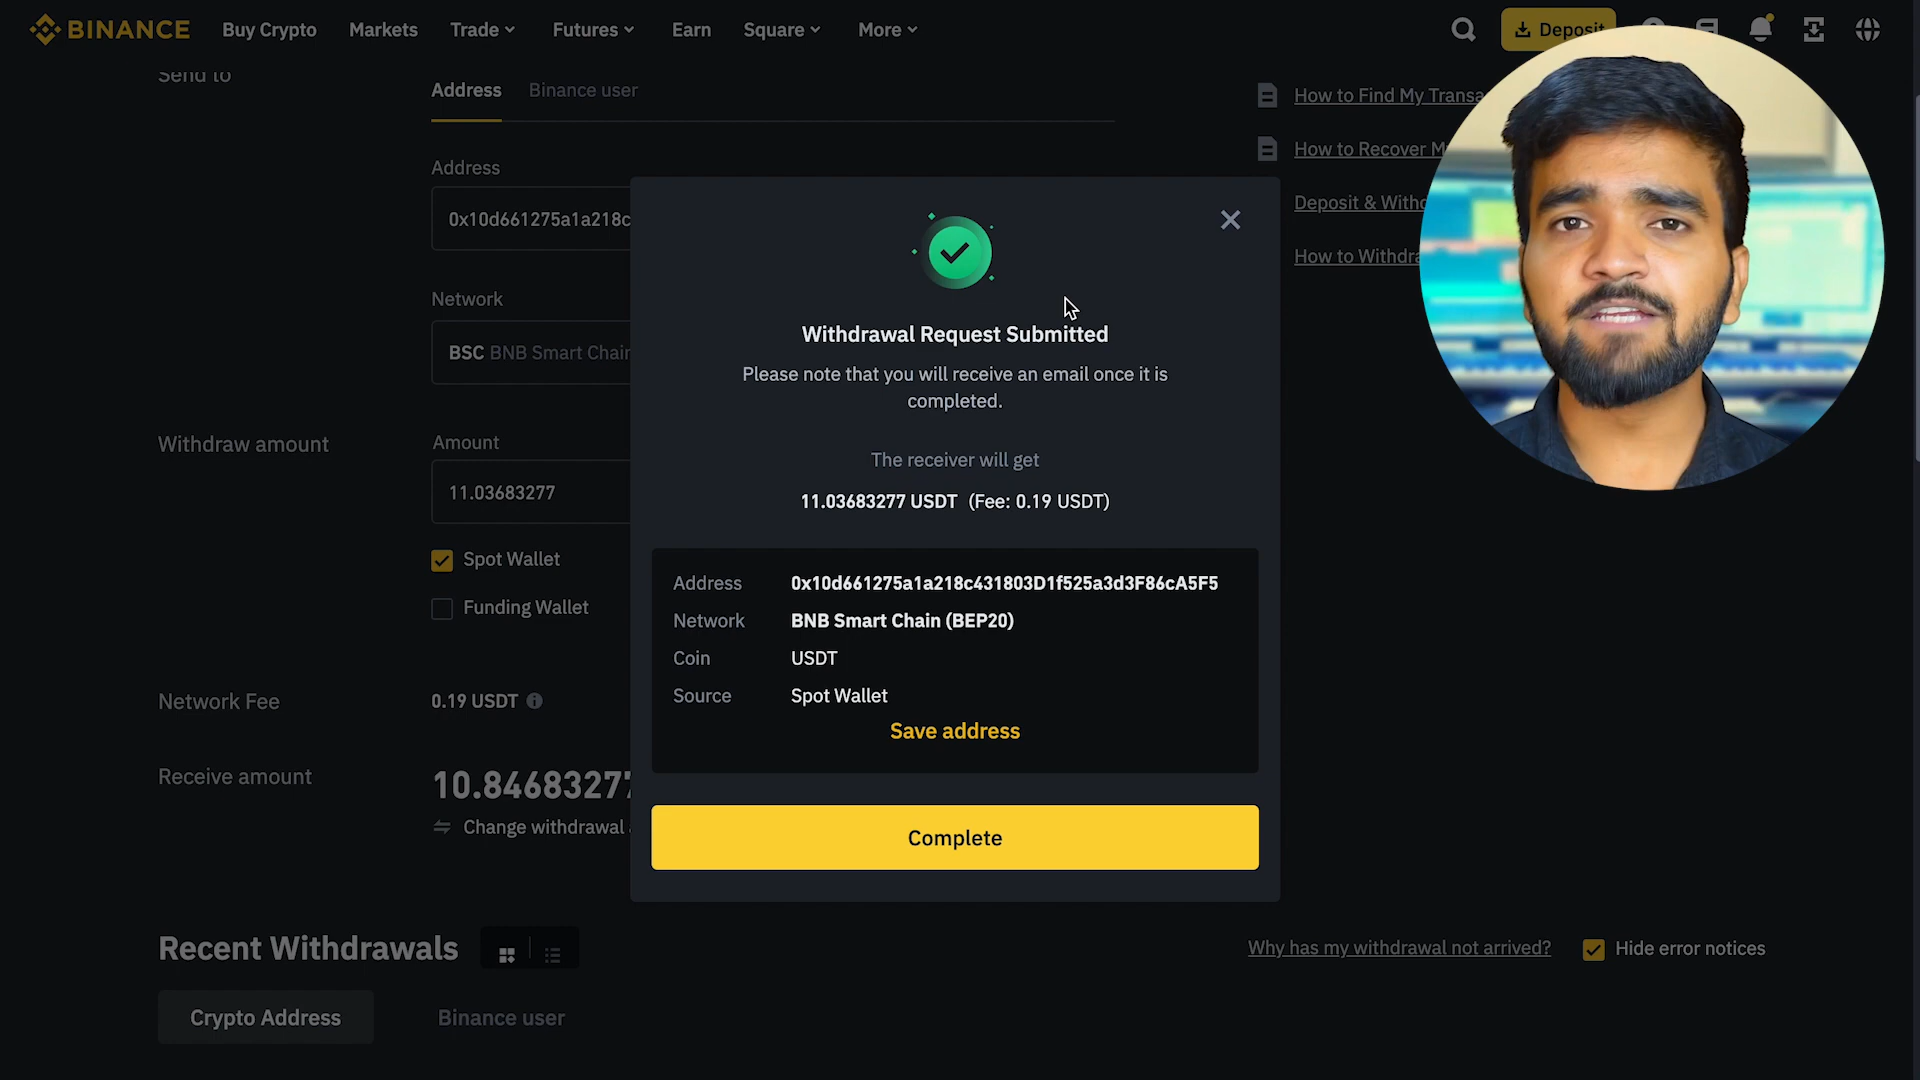 BINANCE
Buy Crypto
Markets
Trade
Futures
Earn
Square
More
Deposit
Send to
Address
Binance user
How to Find My Transa
Address
How to Recover M
0x10d661275a1a218c
Deposit & Witho
How to Withdra
Network
BSC BNB Smart Chain
Withdraw amount
Amount
11.03683277
Spot Wallet
Funding Wallet
Network Fee
0.19 USDT
Receive amount
10.84683277
Change withdrawal
Withdrawal Request Submitted
Please note that you will receive an email once it is
completed.
The receiver will get
11.03683277 USDT (Fee: 0.19 USDT)
Address 0x10d661275a1a218c431803D1f525a3d3F86cA5F5
Network BNB Smart Chain (BEP20)
Coin USDT
Source Spot Wallet
Save address
Complete
Recent Withdrawals
Why has my withdrawal not arrived?
Hide error notices
Crypto Address
Binance user